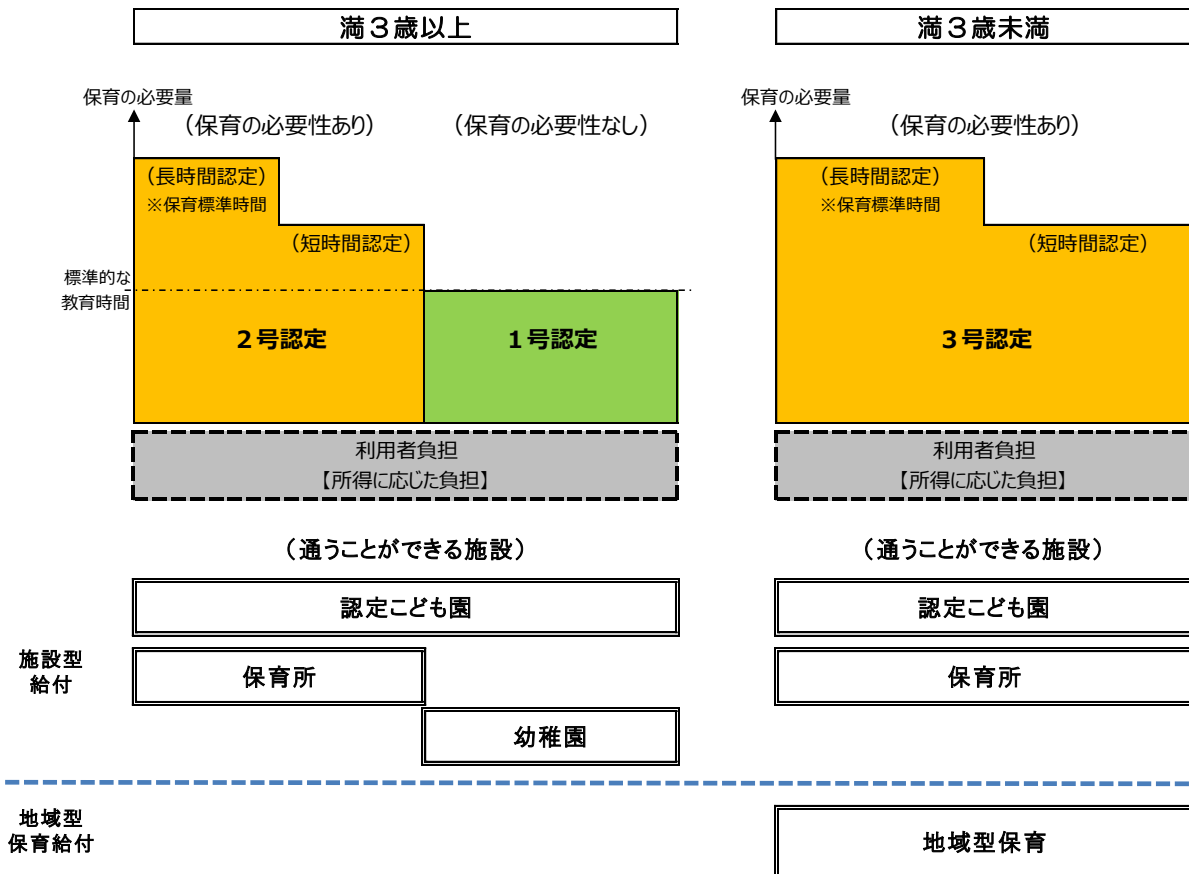 満３歳以上
満３歳未満
保育の必要量
（保育の必要性あり）
（保育の必要性なし）
（長時間認定）
※保育標準時間
（短時間認定）
標準的な
教育時間
２号認定
１号認定
利用者負担
【所得に応じた負担】
保育の必要量
（保育の必要性あり）
（長時間認定）
※保育標準時間
（短時間認定）
３号認定
利用者負担
【所得に応じた負担】
（通うことができる施設）
（通うことができる施設）
認定こども園
認定こども園
施設型
給付
保育所
保育所
幼稚園
地域型
保育給付
地域型保育